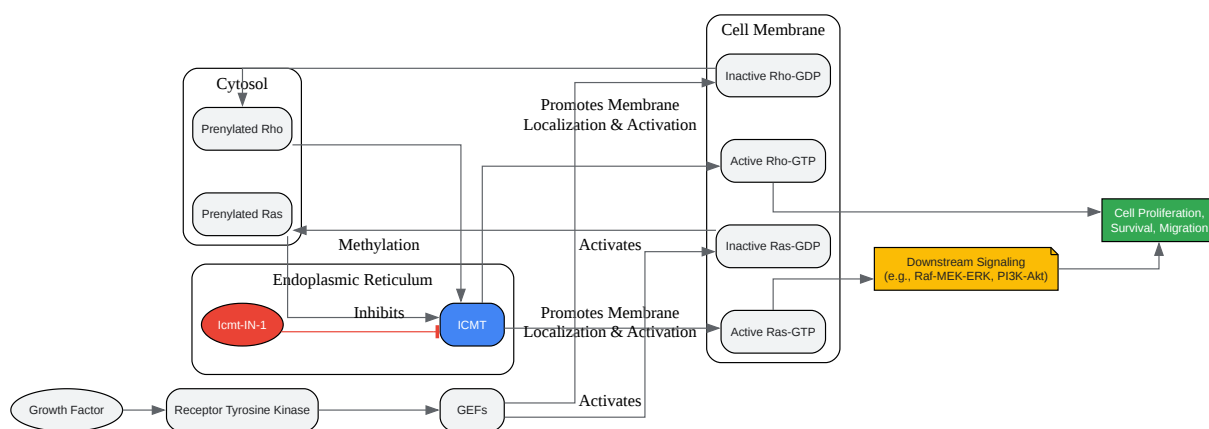 Cell Membrane
Inactive Rho-GDP
Cytosol
Promotes Membrane
Localization & Activation
Prenylated Rho
Active Rho-GTP
Prenylated Ras
Cell Proliferation,
Survival, Migration
Methylation
Activates
Inactive Ras-GDP
Downstream Signaling
(e.g., Raf-MEK-ERK, PI3K-Akt)
Endoplasmic Reticulum
Icmt-IN-1
Inhibits
ICMT
Promotes Membrane
Localization & Activation
Active Ras-GTP
Growth Factor
Receptor Tyrosine Kinase
GEFs
Activates